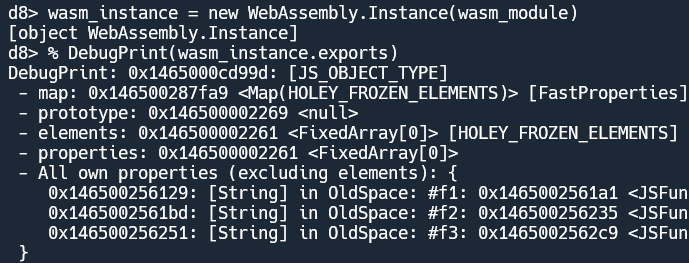 d8> wasm_instance = new WebAssembly.Instance(wasm_module)
[object WebAssembly.Instance]
d8> % DebugPrint(wasm_instance.exports)
DebugPrint: 0x1465000cd99d: [JS_OBJECT_TYPE]
- map: 0x146500287fa9 <Map(HOLEY_FROZEN_ELEMENTS)> [FastProperties]
- prototype: 0x146500002269 <null>
- elements: 0x146500002261 <FixedArray[0]> [HOLEY_FROZEN_ELEMENTS]
- properties: 0x146500002261 <FixedArray[0]>
- All own properties (excluding elements): {
0x146500256129: [String] in OldSpace: #f1: 0x1465002561a1 <JSFun
0x1465002561bd: [String] in OldSpace: #f2: 0x146500256235 <JSFun
0x146500256251: [String] in OldSpace: #f3: 0x1465002562c9 <JSFun
}